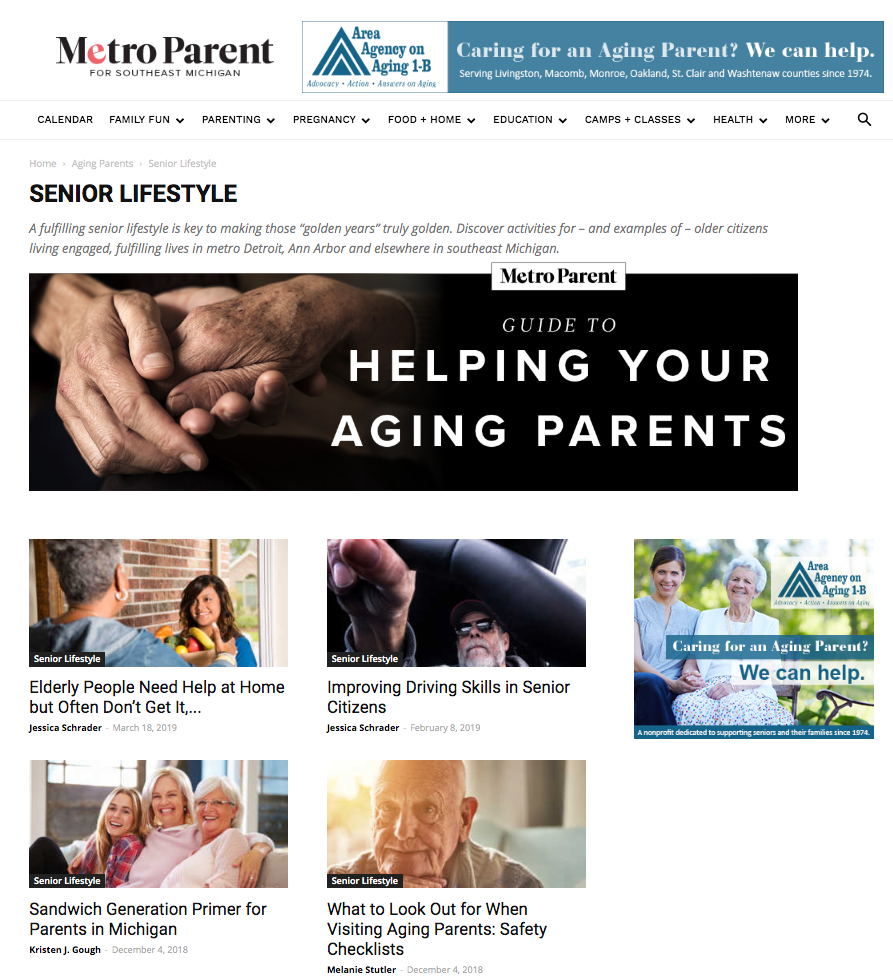 Metro Parent
FOR SOUTHEAST MICHIGAN
Area
Agency on
Aging 1-B
Advocacy • Action • Answers on Aging
Caring for an Aging Parent? We can help.
Serving Livingston, Macomb, Monroe, Oakland, St. Clair and Washtenaw counties since 1974.
CALENDAR FAMILY FUN PARENTING PREGNANCY FOOD + HOME EDUCATION CAMPS + CLASSES HEALTH MORE
Home › Aging Parents › Senior Lifestyle
SENIOR LIFESTYLE
A fulfilling senior lifestyle is key to making those “golden years” truly golden. Discover activities for – and examples of – older citizens
living engaged, fulfilling lives in metro Detroit, Ann Arbor and elsewhere in southeast Michigan.
Metro Parent
GUIDE TO
HELPING YOUR
AGING PARENTS
Senior Lifestyle
Elderly People Need Help at Home
but Often Don’t Get It,...
Jessica Schrader - March 18, 2019
Senior Lifestyle
Improving Driving Skills in Senior
Citizens
Jessica Schrader - February 8, 2019
Area
Agency on
Aging 1-B
Advocacy • Action • Answers on Aging
Caring for an Aging Parent?
We can help.
A nonprofit dedicated to supporting seniors and their families since 1974.
Senior Lifestyle
Sandwich Generation Primer for
Parents in Michigan
Kristen J. Gough - December 4, 2018
Senior Lifestyle
What to Look Out for When
Visiting Aging Parents: Safety
Checklists
Melanie Stutler - December 4, 2018